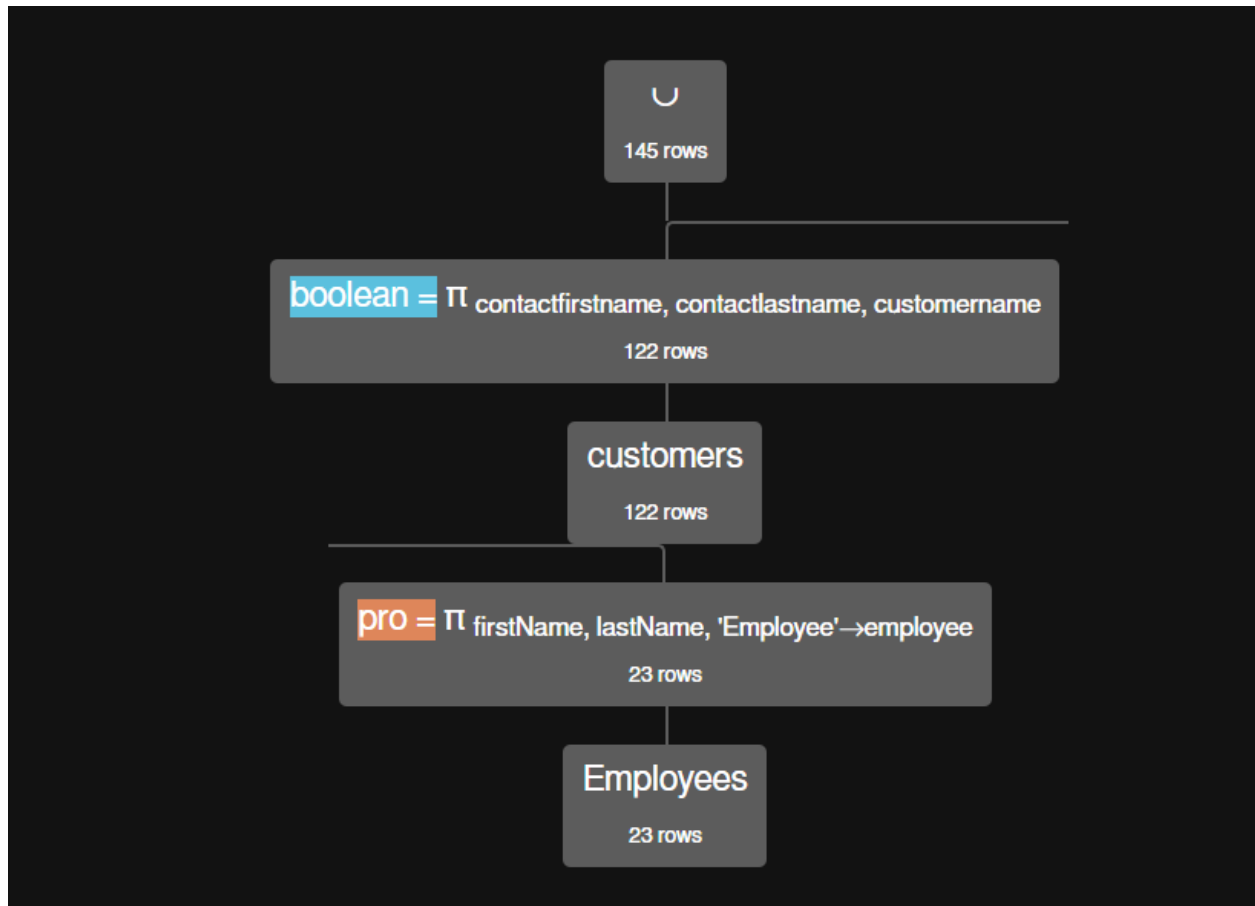 ∪
145 rows
boolean = π contactfirstname, contactlastname, customername
122 rows
customers
122 rows
pro = π firstName, lastName, 'Employee'→employee
23 rows
Employees
23 rows